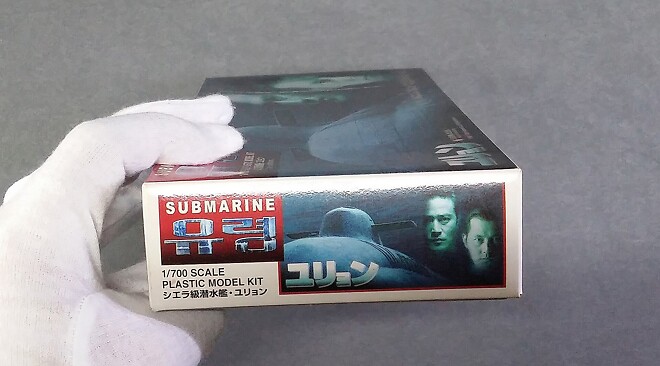 SUBMARINE
유령
1/700 SCALE
PLASTIC MODEL KIT
シエラ級潜水艦・ユリョン
ユリョン